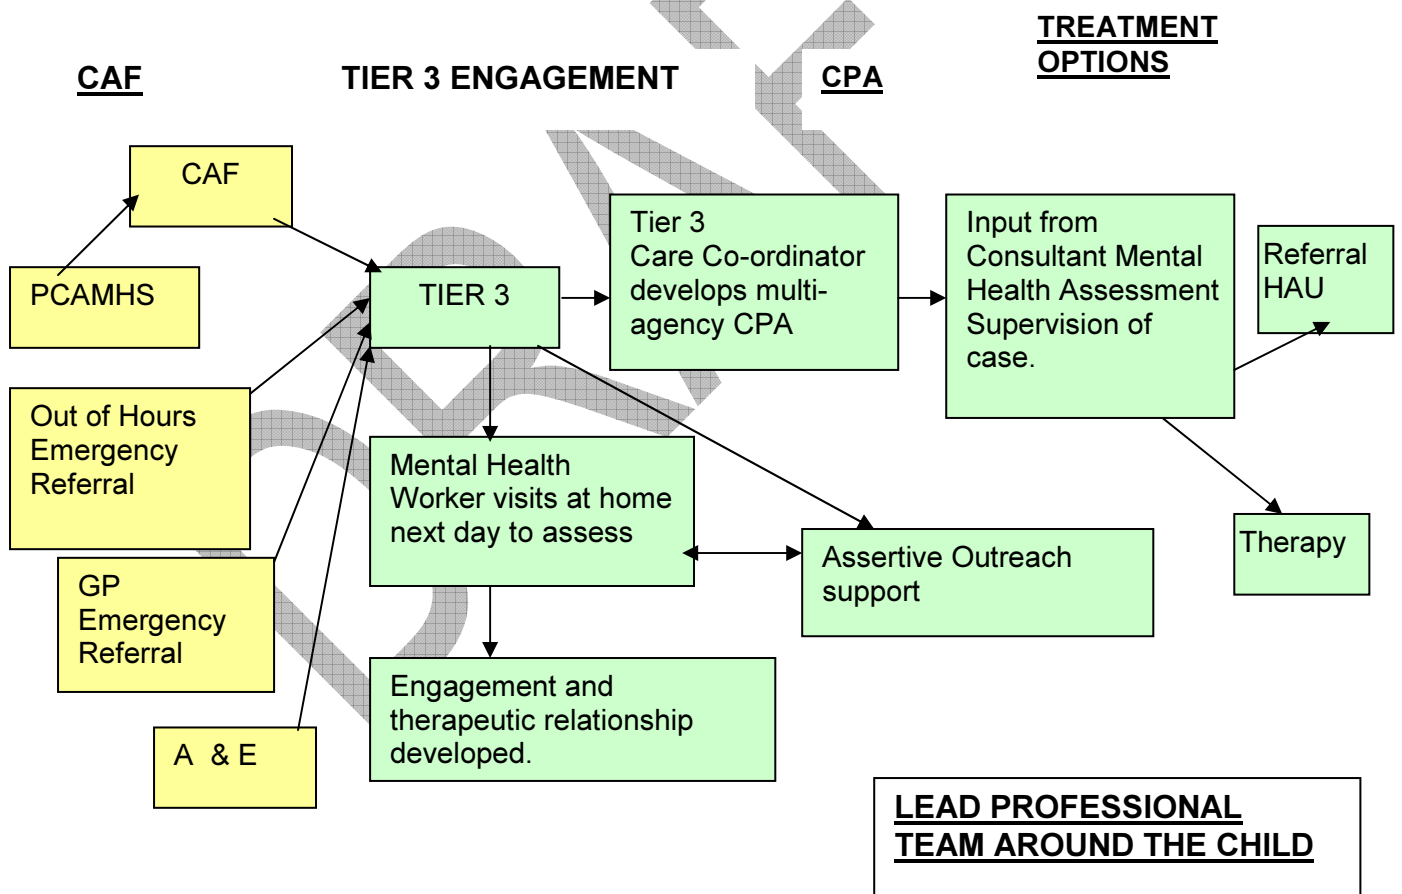 TREATMENT
OPTIONS
CAF
TIER 3 ENGAGEMENT
CPA
CAF
PCAMHS
TIER 3
Tier 3
Care Co-ordinator
develops multi-
agency CPA
Input from
Consultant Mental
Health Assessment
Supervision of
case.
Referral
HAU
Out of Hours
Emergency
Referral
Mental Health
Worker visits at home
next day to assess
Assertive Outreach
support
Therapy
GP
Emergency
Referral
Engagement and
therapeutic relationship
developed.
A & E
LEAD PROFESSIONAL
TEAM AROUND THE CHILD
DRAFT